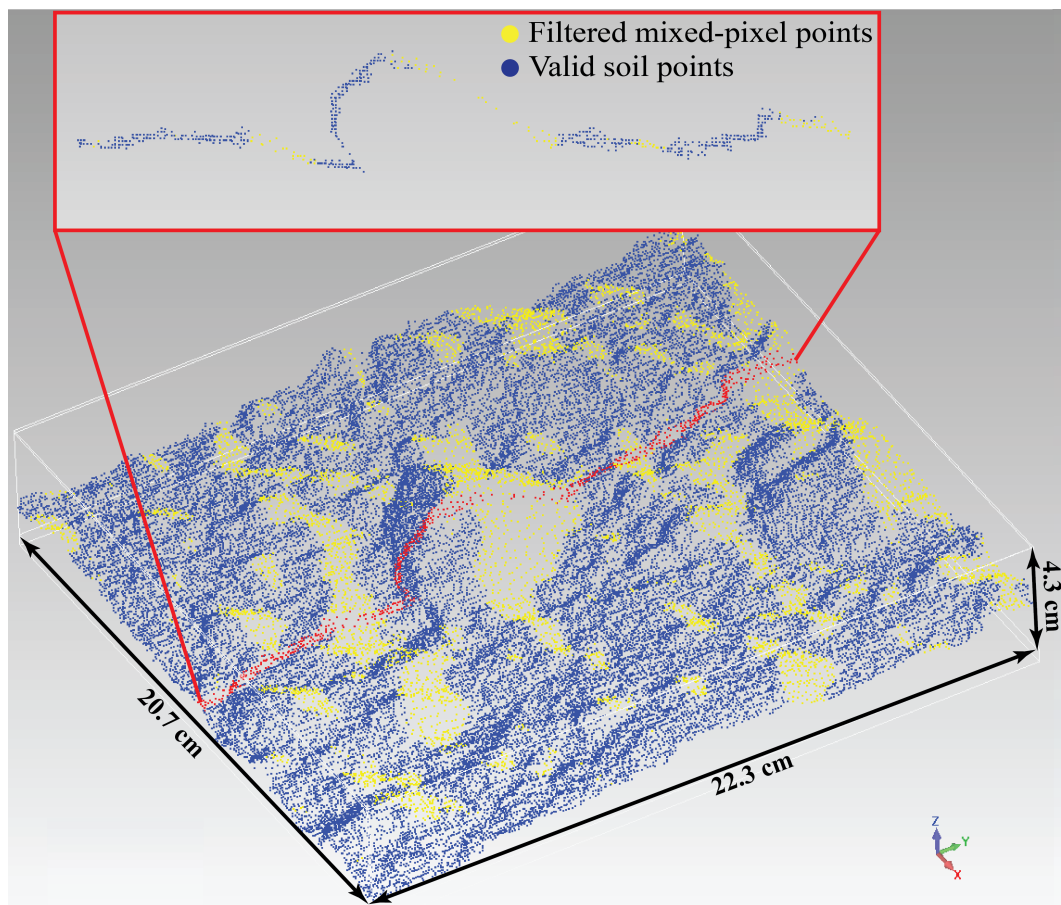 Filtered mixed-pixel points
Valid soil points
4.3 cm
20.7 cm
22.3 cm
Z
Y
X